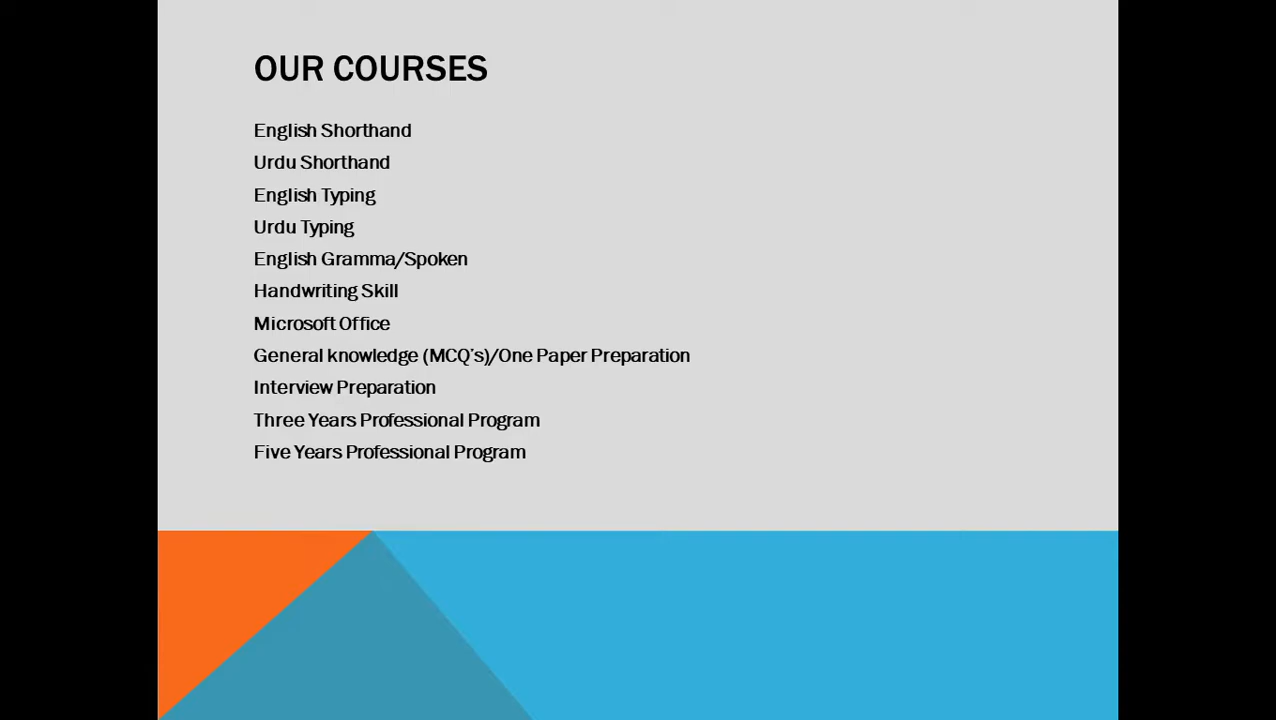 OUR COURSES
English Shorthand
Urdu Shorthand
English Typing
Urdu Typing
English Gramma/Spoken
Handwriting Skill
Microsoft Office
General knowledge (MCQ's)/One Paper Preparation
Interview Preparation
Three Years Professional Program
Five Years Professional Program